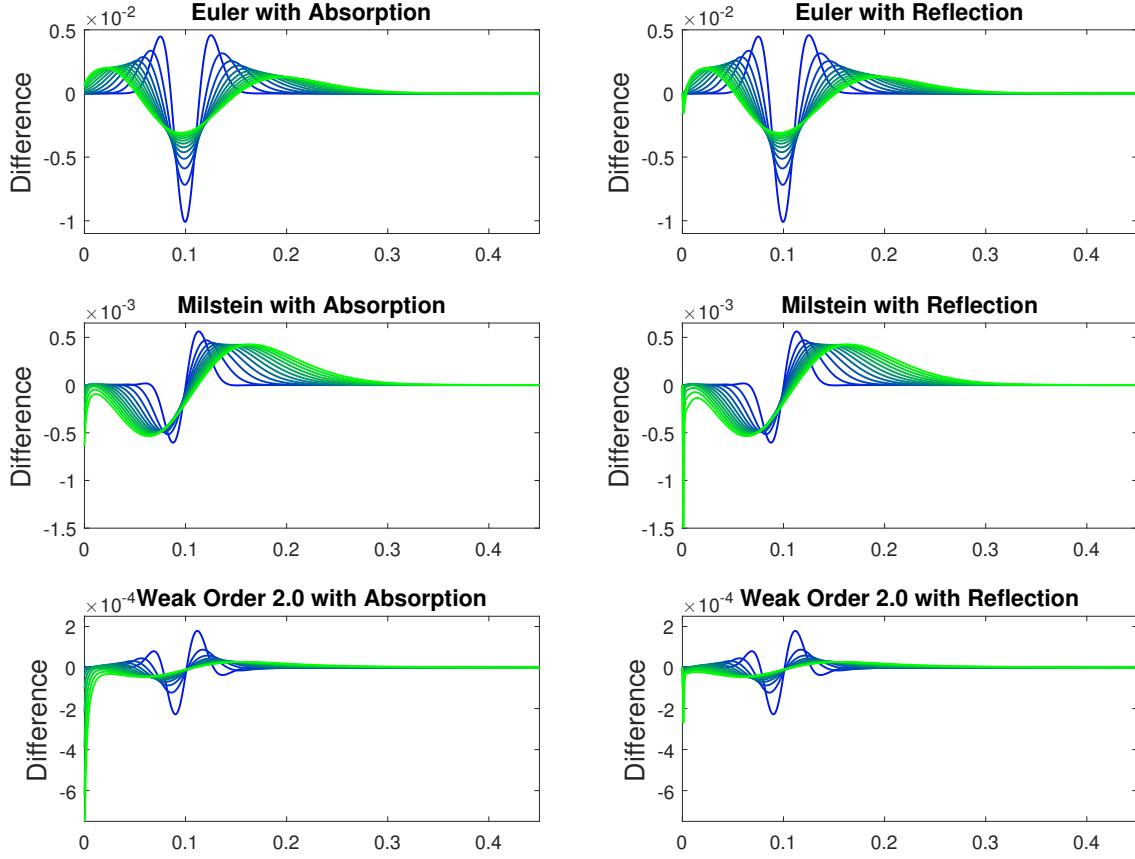 Euler with Absorption
×10⁻²
0.5
0
-0.5
-1
Difference
0 0.1 0.2 0.3 0.4
Euler with Reflection
×10⁻²
0.5
0
-0.5
-1
Difference
0 0.1 0.2 0.3 0.4
Milstein with Absorption
×10⁻³
0.5
0
-0.5
-1
-1.5
Difference
0 0.1 0.2 0.3 0.4
Milstein with Reflection
×10⁻³
0.5
0
-0.5
-1
-1.5
Difference
0 0.1 0.2 0.3 0.4
×10⁻⁴ Weak Order 2.0 with Absorption
2
0
-2
-4
-6
Difference
0 0.1 0.2 0.3 0.4
×10⁻⁴ Weak Order 2.0 with Reflection
2
0
-2
-4
-6
Difference
0 0.1 0.2 0.3 0.4